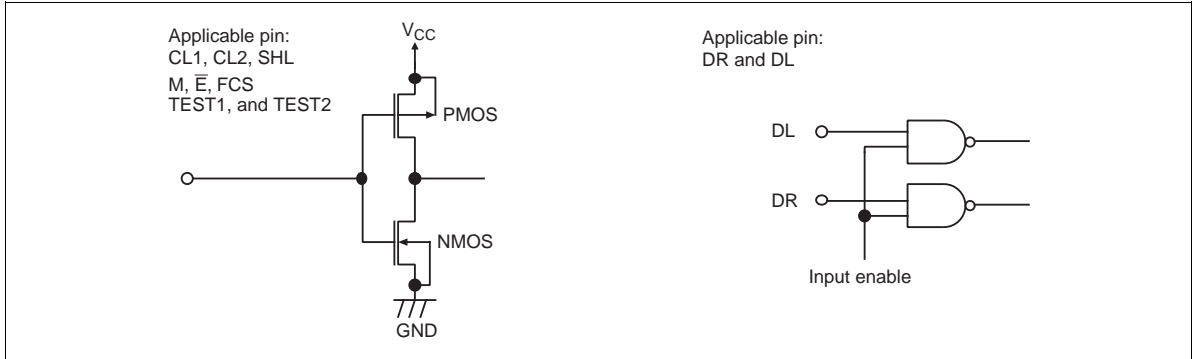 Applicable pin:
CL1, CL2, SHL
M, E̅, FCS
TEST1, and TEST2
VCC
PMOS
NMOS
GND
Applicable pin:
DR and DL
DL
DR
Input enable